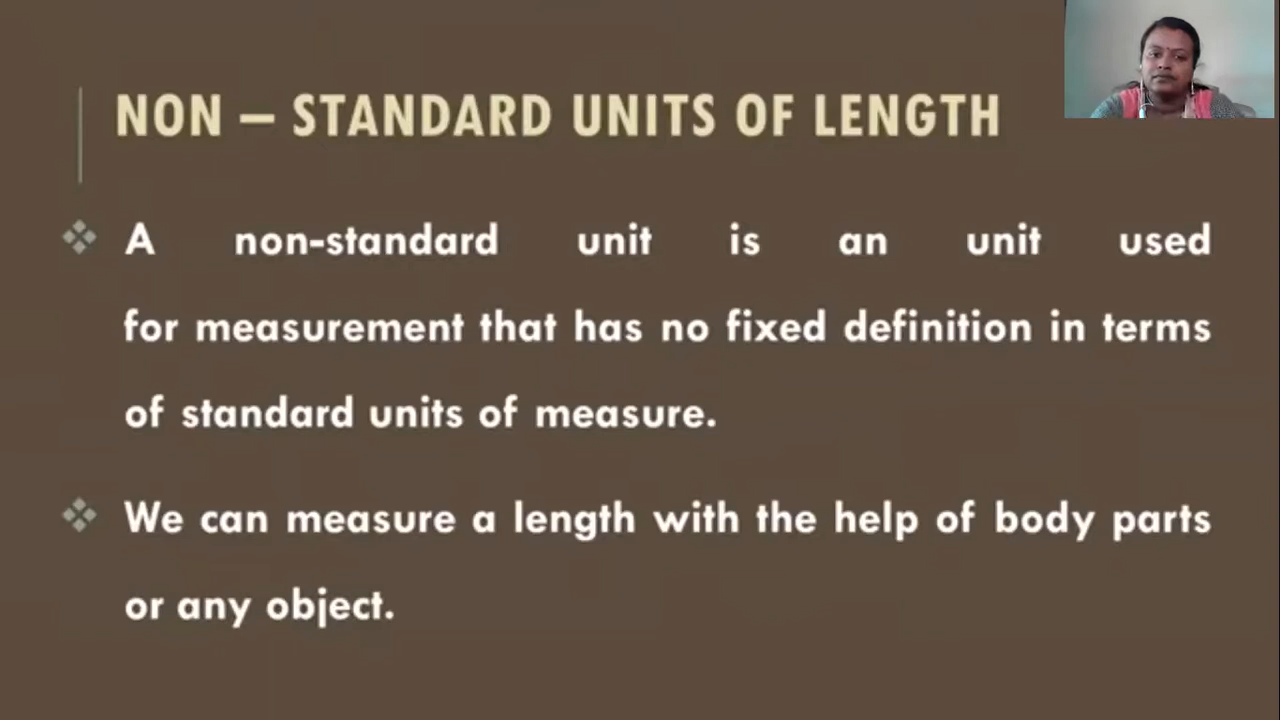 NON – STANDARD UNITS OF LENGTH
A non-standard unit is an unit used
for measurement that has no fixed definition in terms
of standard units of measure.
We can measure a length with the help of body parts
or any object.